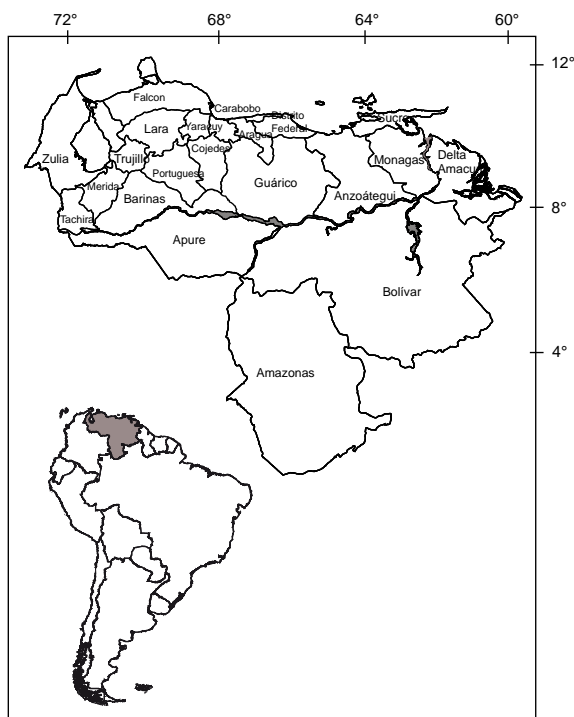 72° 68° 64° 60°
12°
Falcon
Carabobo
Distrito
Federal
Sucre
Lara
Yaracuy
Aragua
Zulia
Trujillo
Cojedes
Monagas
Delta
Amacu
Portuguesa
Merida
Guárico
Barinas
Anzoátegui
8°
Tachira
Apure
Bolívar
4°
Amazonas